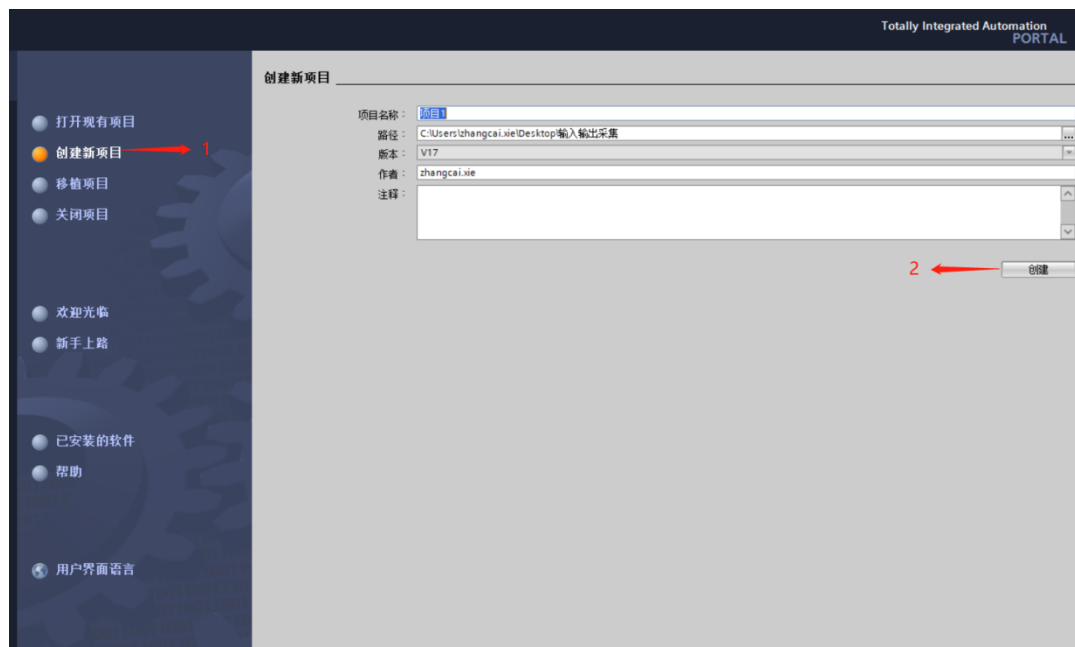 Totally Integrated Automation
PORTAL
创建新项目
打开现有项目
创建新项目 1
移植项目
关闭项目
欢迎光临
新手上路
已安装的软件
帮助
用户界面语言
项目名称： 项目1
路径： C:\Users\zhangcai.xie\Desktop\输入输出采集 ...
版本： V17
作者： zhangcai.xie
注释：
2 创建